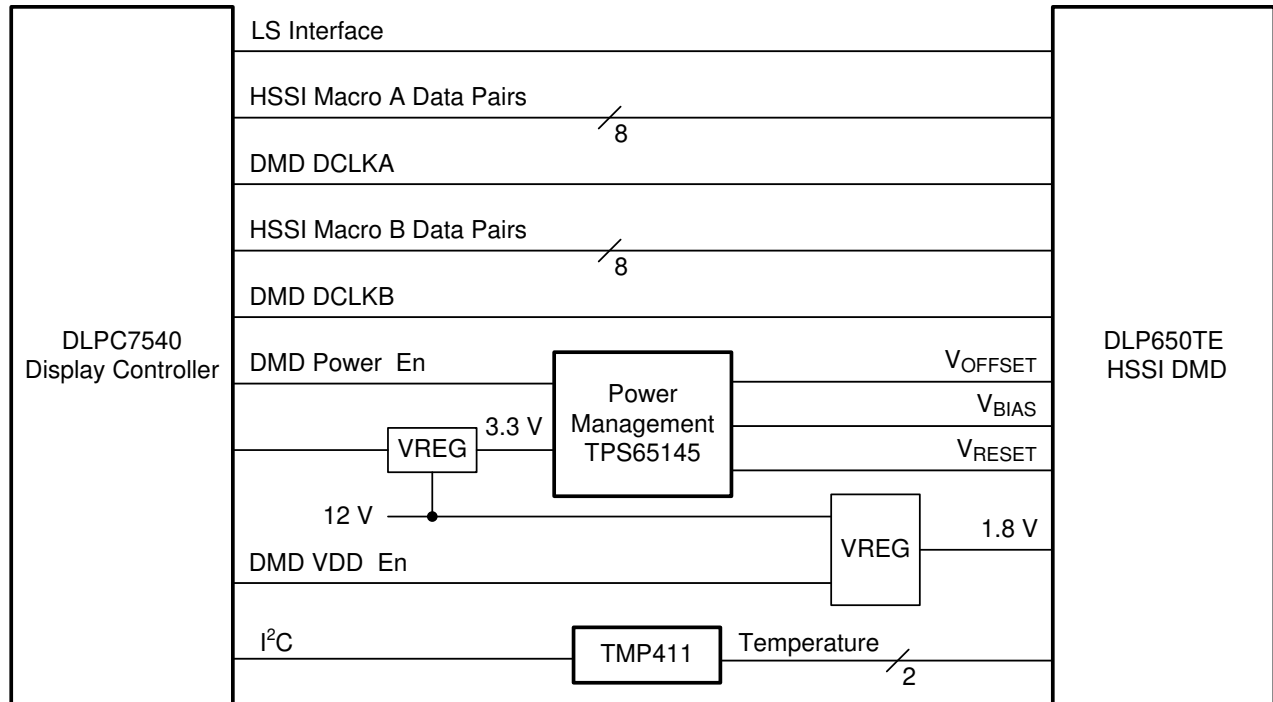 LS Interface
HSSI Macro A Data Pairs
8
DMD DCLKA
HSSI Macro B Data Pairs
8
DMD DCLKB
DLPC7540
Display Controller
DLP650TE
HSSI DMD
DMD Power En
Power
Management
TPS65145
VOFFSET
VBIAS
VRESET
VREG
3.3 V
12 V
VREG
1.8 V
DMD VDD En
I²C
TMP411
Temperature
2